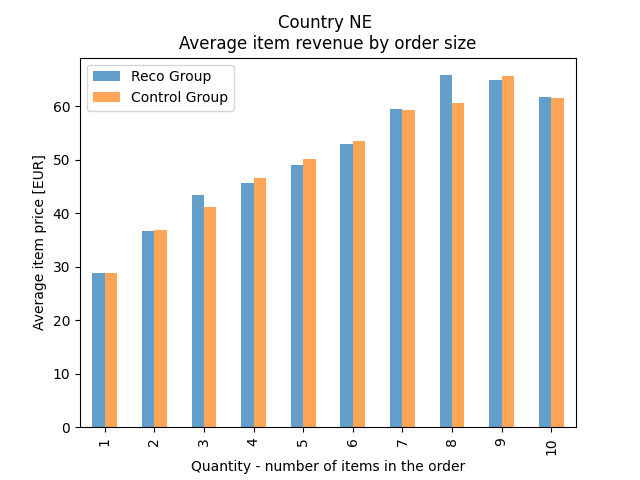 Country NE
Average item revenue by order size
Reco Group
Control Group
Average item price [EUR]
60
50
40
30
20
10
0
1 2 3 4 5 6 7 8 9 10
Quantity - number of items in the order